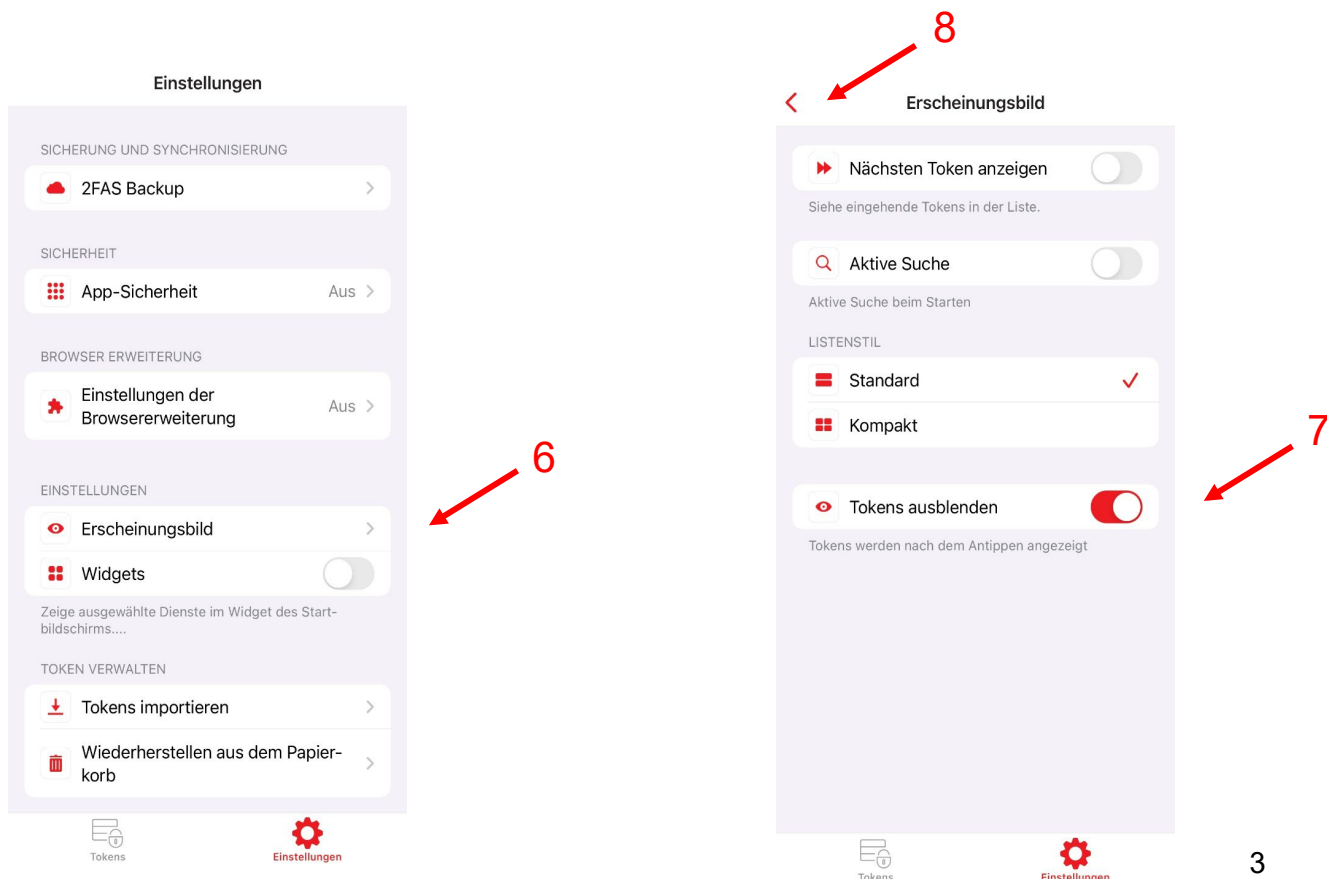 Einstellungen
SICHERUNG UND SYNCHRONISIERUNG
2FAS Backup
SICHERHEIT
App-Sicherheit Aus
BROWSER ERWEITERUNG
Einstellungen der
Browsererweiterung Aus
EINSTELLUNGEN
Erscheinungsbild
Widgets
Zeige ausgewählte Dienste im Widget des Start-
bildschirms....
TOKEN VERWALTEN
Tokens importieren
Wiederherstellen aus dem Papier-
korb
Tokens Einstellungen
6
8
Erscheinungsbild
Nächsten Token anzeigen
Siehe eingehende Tokens in der Liste.
Aktive Suche
Aktive Suche beim Starten
LISTENSTIL
Standard
Kompakt
7
Tokens ausblenden
Tokens werden nach dem Antippen angezeigt
Tokens Einstellungen
3